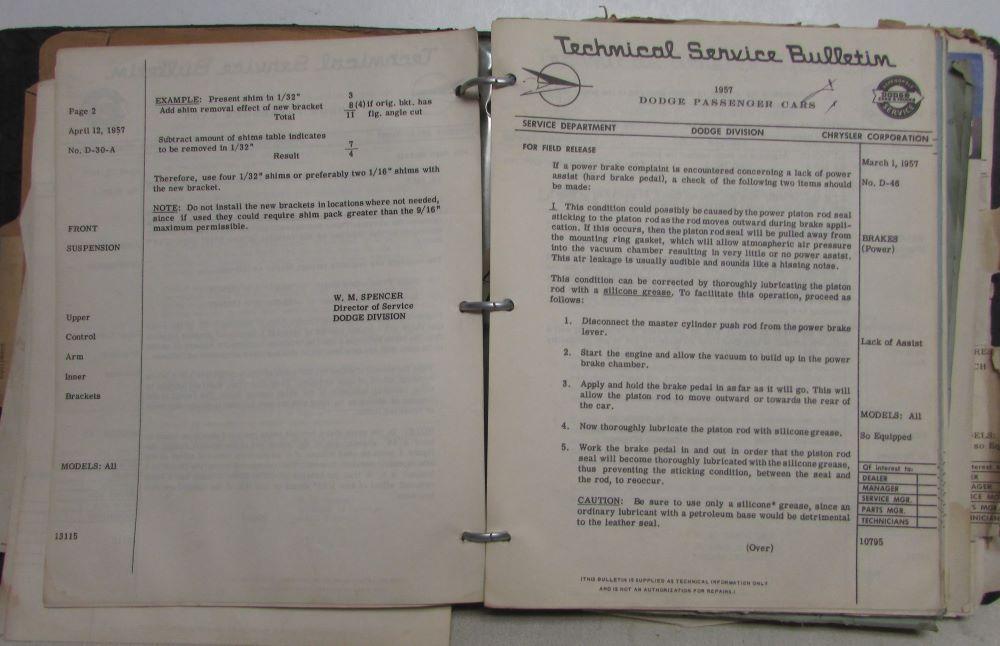 Page 2
April 12, 1957
No. D-30-A
FRONT
SUSPENSION
Upper
Control
Arm
Inner
Brackets
MODELS: All
13115
EXAMPLE: Present shim in 1/32" 3
Add shim removal effect of new bracket 8(4) if orig. bkt. has
Total 11 fig. angle cut
Subtract amount of shims table indicates
to be removed in 1/32" 7
Result 4
Therefore, use four 1/32" shims or preferably two 1/16" shims with
the new bracket.
NOTE: Do not install the new brackets in locations where not needed,
since if used they could require shim pack greater than the 9/16"
maximum permissible.
W. M. SPENCER
Director of Service
DODGE DIVISION
Technical Service Bulletin
1957
DODGE PASSENGER CARS
DODGE
SERVICE
SERVICE DEPARTMENT DODGE DIVISION CHRYSLER CORPORATION
FOR FIELD RELEASE
If a power brake complaint is encountered concerning a lack of power
assist (hard brake pedal), a check of the following two items should
be made:
1 This condition could possibly be caused by the power piston rod seal
sticking to the piston rod as the rod moves outward during brake appli-
cation. If this occurs, then the piston rod seal will be pulled away from
the mounting ring gasket, which will allow atmospheric air pressure
into the vacuum chamber resulting in very little or no power assist.
This air leakage is usually audible and sounds like a hissing noise.
This condition can be corrected by thoroughly lubricating the piston
rod with a silicone grease. To facilitate this operation, proceed as
follows:
1. Disconnect the master cylinder push rod from the power brake
lever.
2. Start the engine and allow the vacuum to build up in the power
brake chamber.
3. Apply and hold the brake pedal in as far as it will go. This will
allow the piston rod to move outward or towards the rear of
the car.
4. Now thoroughly lubricate the piston rod with silicone grease.
5. Work the brake pedal in and out in order that the piston rod
seal will become thoroughly lubricated with the silicone grease,
thus preventing the sticking condition, between the seal and
the rod, to reoccur.
CAUTION: Be sure to use only a silicone* grease, since an
ordinary lubricant with a petroleum base would be detrimental
to the leather seal.
(Over)
(THIS BULLETIN IS SUPPLIED AS TECHNICAL INFORMATION ONLY
AND IS NOT AN AUTHORIZATION FOR REPAIRS.)
March 1, 1957
No. D-46
BRAKES
(Power)
Lack of Assist
MODELS: All
So Equipped
Of interest to:
DEALER
MANAGER
SERVICE MGR.
PARTS MGR.
TECHNICIANS
10795